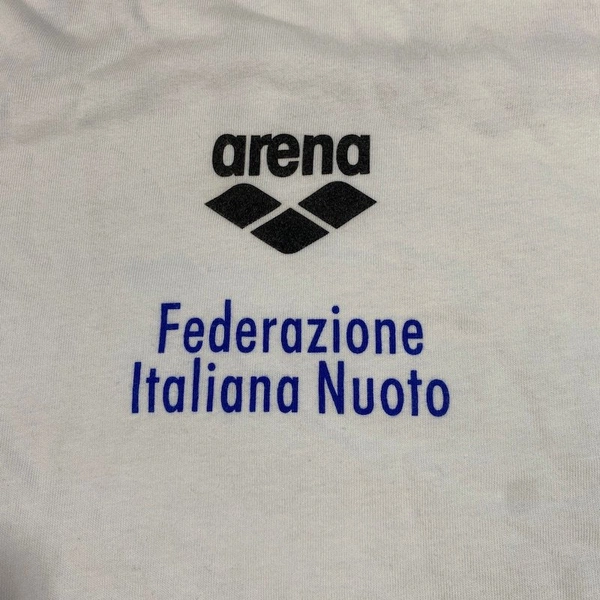 arena
Federazione
Italiana Nuoto